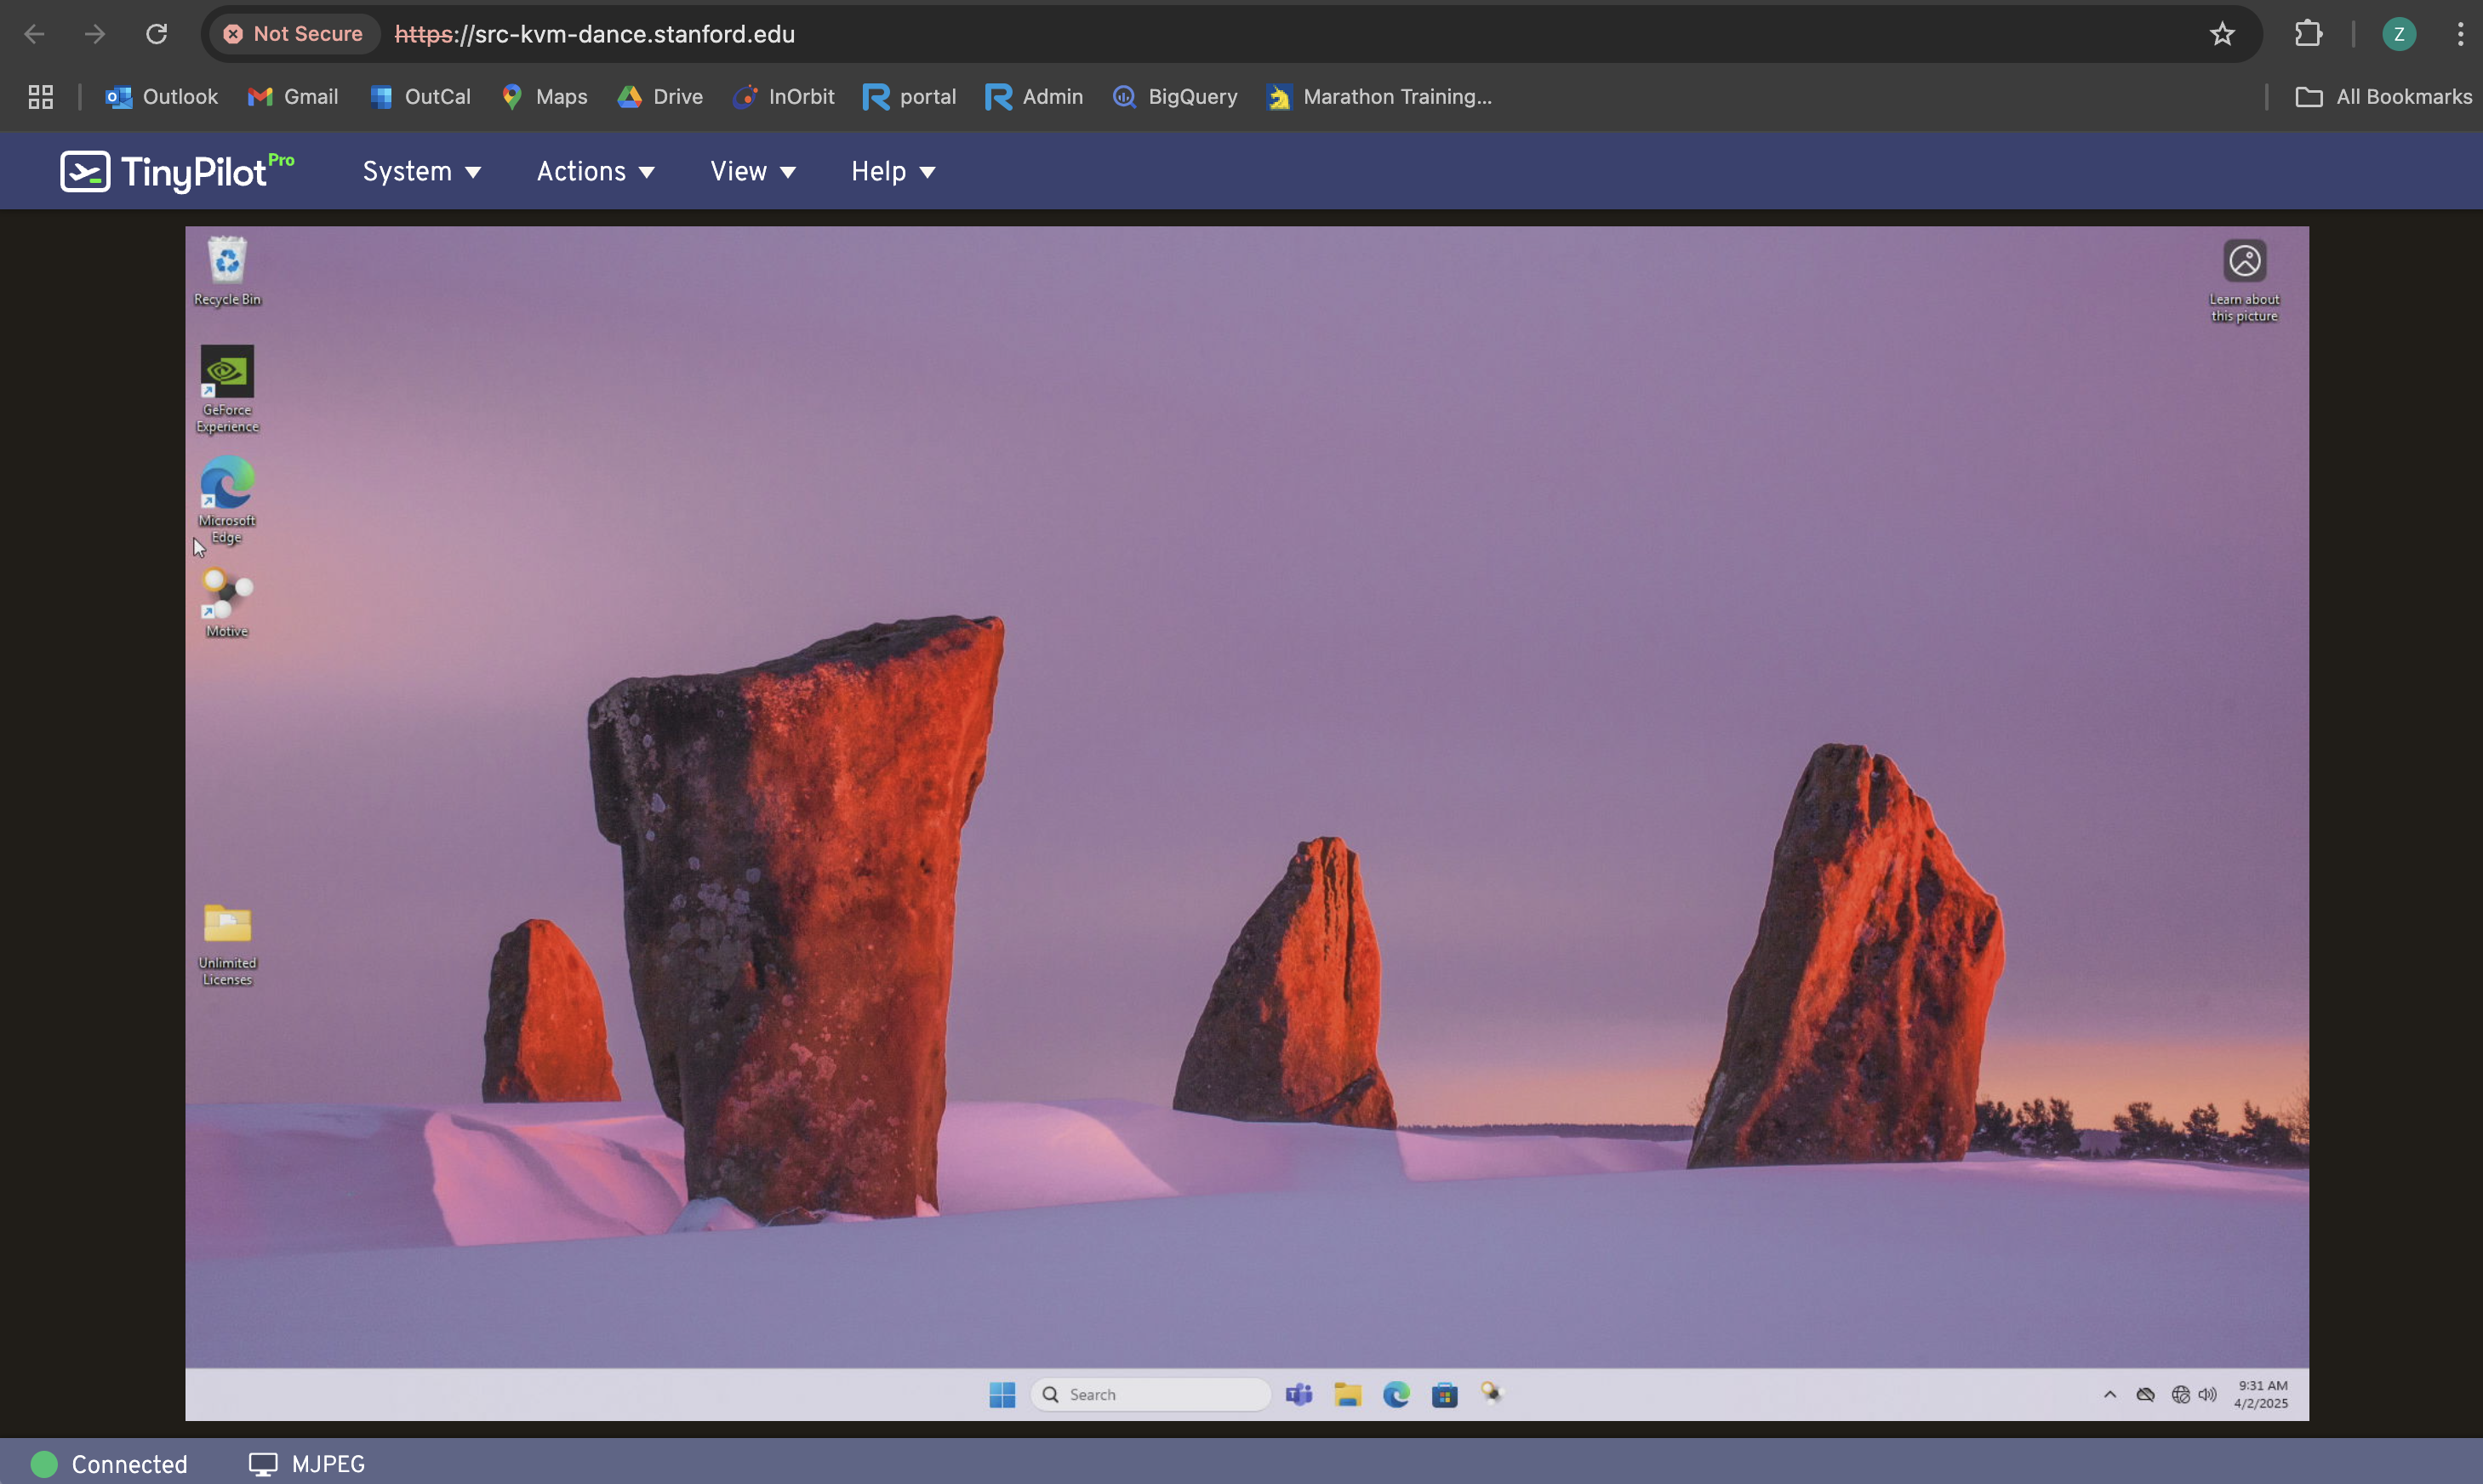 Not Secure https://src-kvm-dance.stanford.edu Z
Outlook Gmail OutCal Maps Drive InOrbit portal Admin BigQuery Marathon Training... All Bookmarks
TinyPilot Pro System Actions View Help
Recycle Bin
Learn about
this picture
GeForce
Experience
Microsoft
Edge
Motive
Unlimited
Licenses
Search
9:31 AM
4/2/2025
Connected MJPEG